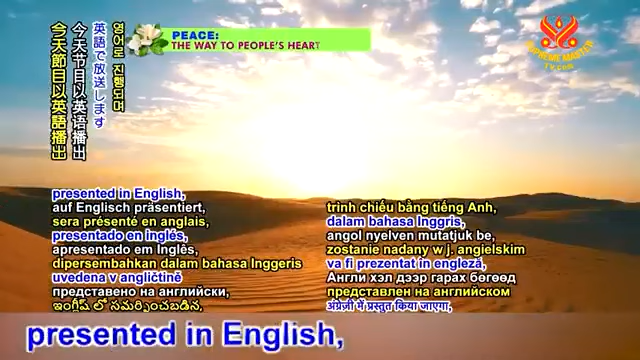 PEACE:
THE WAY TO PEOPLE'S HEART
SUPREME MASTER
TV.COM
영어로 진행되며
英語で放送します
今天节目以英语播出
今天節目以英語播出
presented in English,
auf Englisch präsentiert,
sera présenté en anglais,
presentado en inglés,
apresentado em Inglês,
dipersembahkan dalam bahasa Inggeris
uvedena v angličtině
представено на английски,
ఇంగ్లీష్ లో సమర్పించబడిన,
trình chiếu bằng tiếng Anh,
dalam bahasa Inggris,
angol nyelven mutatjuk be,
zostanie nadany w j. angielskim
va fi prezentat in engleză,
Англи хэл дээр гарах бөгөөд
представлен на английском
अंग्रेज़ी में प्रस्तुत किया जाएगा,
presented in English,